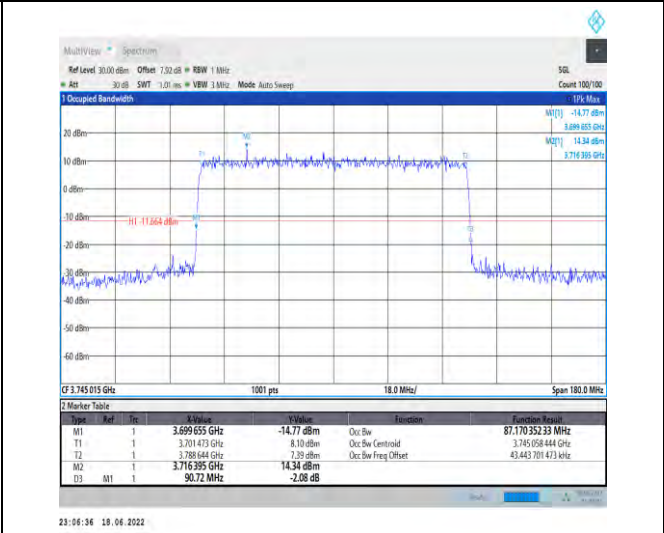 MultiView Spectrum
Ref Level 30.00 dBm Offset 7.92 dB RBW 1 MHz SGL
Att 30 dB SWT 1.01 ms VBW 3 MHz Mode Auto Sweep Count 100/100
1 Occupied Bandwidth 1Pk Max
M1[1] -14.77 dBm
3.699 655 GHz
20 dBm
M2[1] 14.34 dBm
3.716 395 GHz
M2
T1
T2
10 dBm
0 dBm
-10 dBm
H1 -11.664 dBm
M1
D3
-30 dBm
-40 dBm
-50 dBm
-60 dBm
CF 3.745 015 GHz 1001 pts 18.0 MHz/ Span 180.0 MHz
2 Marker Table
Type Ref Trc X-Value Y-Value Function Function Result
M1 1 3.699 655 GHz -14.77 dBm Occ Bw 87.170 352 33 MHz
T1 1 3.701 473 GHz 8.10 dBm Occ Bw Centroid 3.745 058 444 GHz
T2 1 3.788 644 GHz 7.39 dBm Occ Bw Freq Offset 43.443 701 473 kHz
M2 1 3.716 395 GHz 14.34 dBm
D3 M1 1 90.72 MHz -2.08 dB
23:06:36 18.06.2022